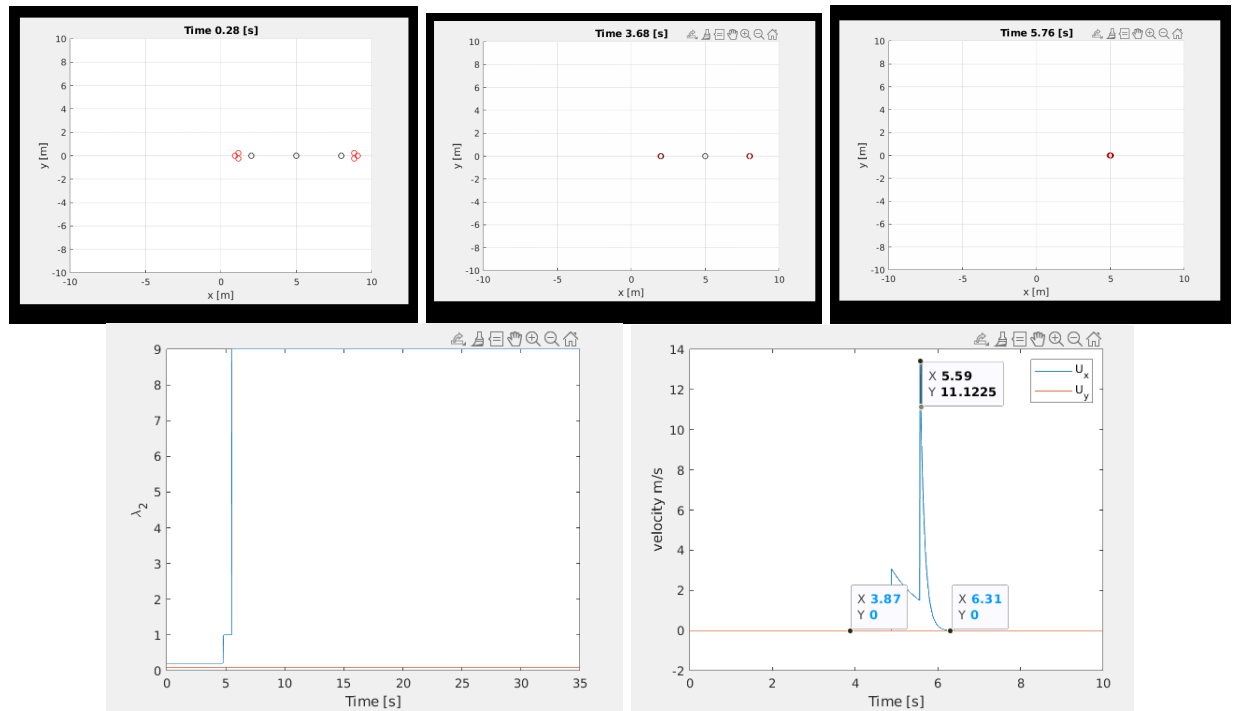 Time 0.28 [s]
10
8
6
4
2
0
-2
-4
-6
-8
-10
y [m]
-10 -5 0 5 10
x [m]
Time 3.68 [s]
10
8
6
4
2
0
-2
-4
-6
-8
-10
y [m]
-10 -5 0 5 10
x [m]
Time 5.76 [s]
10
8
6
4
2
0
-2
-4
-6
-8
-10
y [m]
-10 -5 0 5 10
x [m]
9
8
7
6
5
4
3
2
1
0
λ2
0 5 10 15 20 25 30 35
Time [s]
14
12
10
8
6
4
2
0
-2
velocity m/s
X 5.59
Y 11.1225
Ux
Uy
X 3.87
Y 0
X 6.31
Y 0
0 2 4 6 8 10
Time [s]